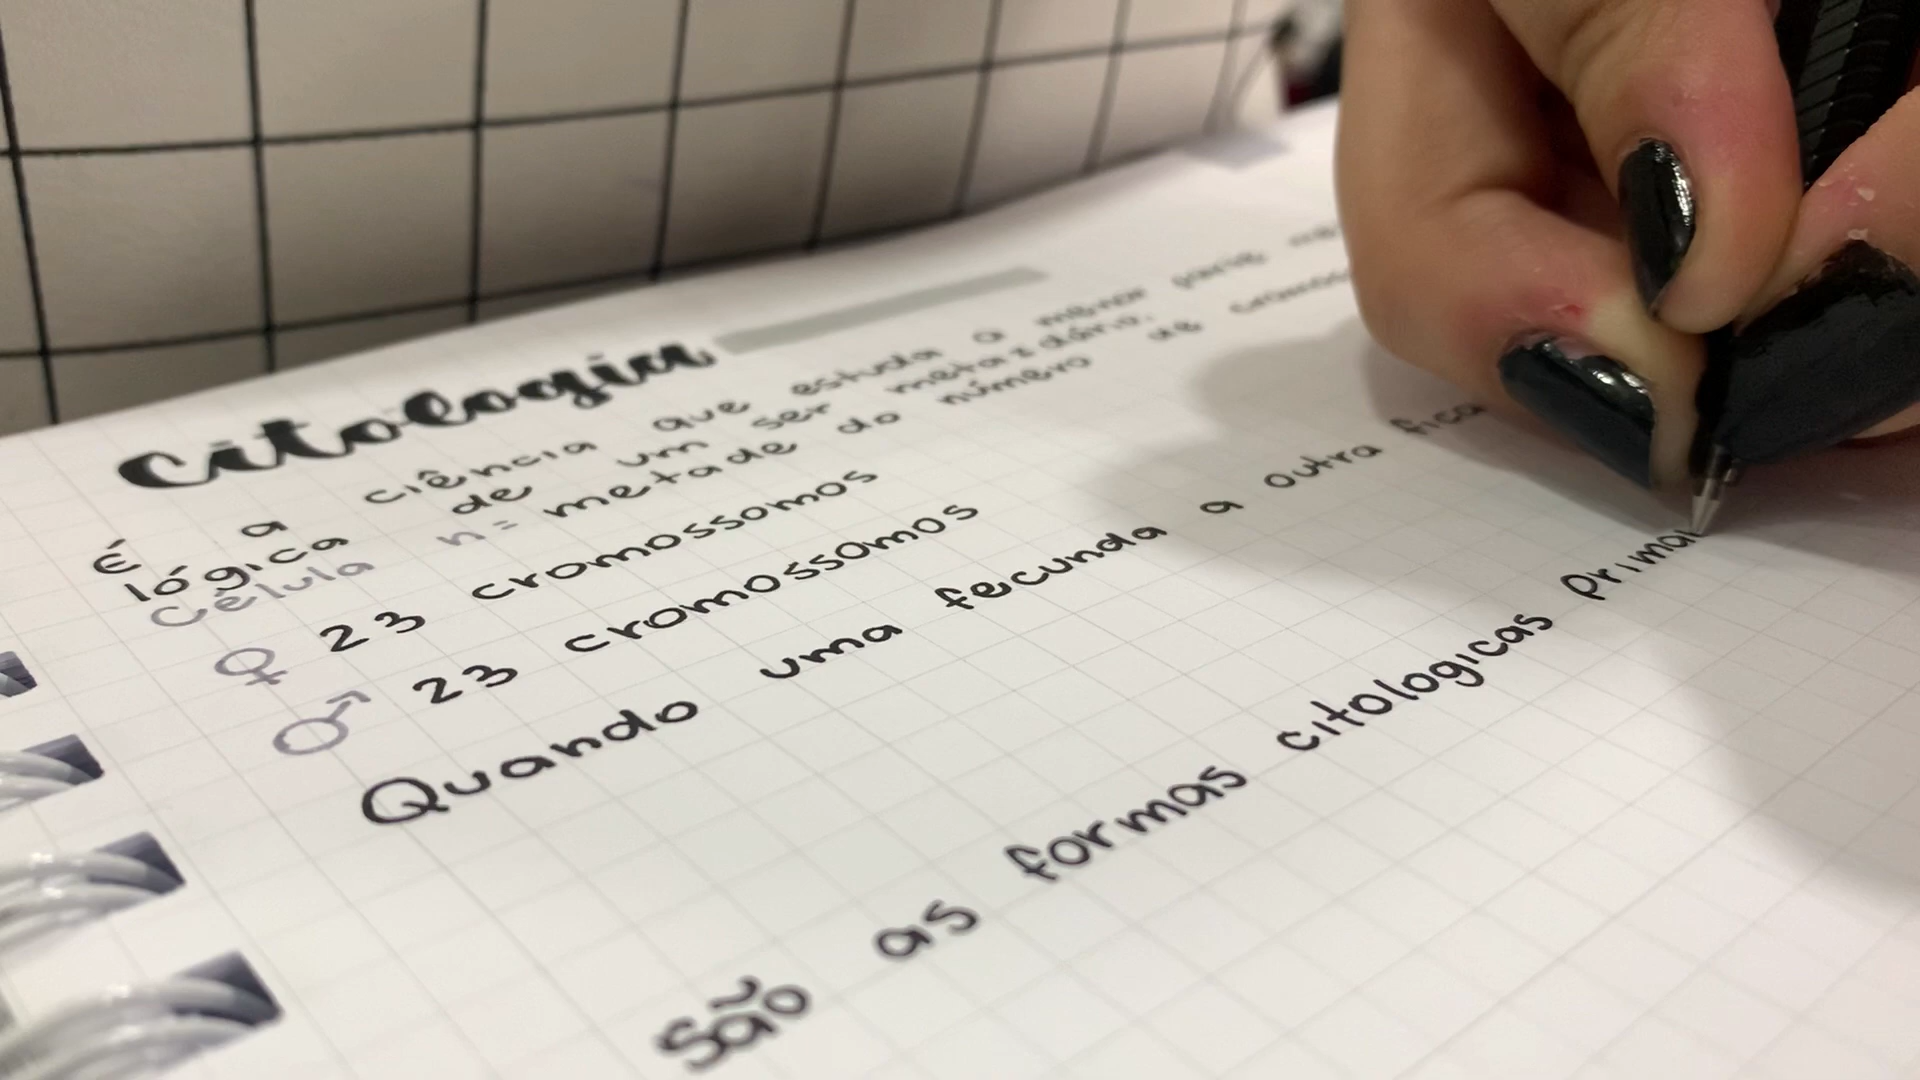 Citologia
É a ciência que estuda a menor parte
lógica de um ser metazoário.
Célula n= metade do número de
♀ 23 cromossomos
♂ 23 cromossomos
Quando uma fecunda a outra fica
São as formas citologicas primar